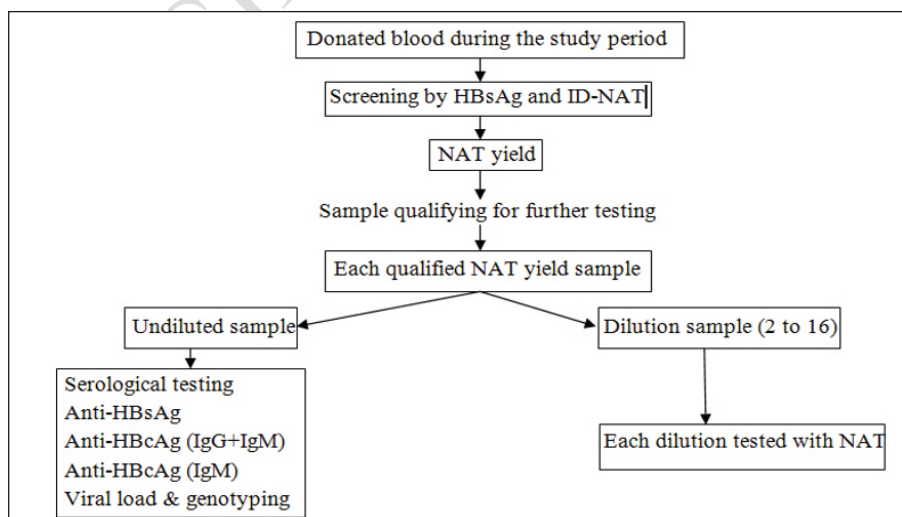 Donated blood during the study period
Screening by HBsAg and ID-NAT
NAT yield
Sample qualifying for further testing
Each qualified NAT yield sample
Undiluted sample
Dilution sample (2 to 16)
Serological testing
Anti-HBsAg
Anti-HBcAg (IgG+IgM)
Anti-HBcAg (IgM)
Viral load & genotyping
Each dilution tested with NAT